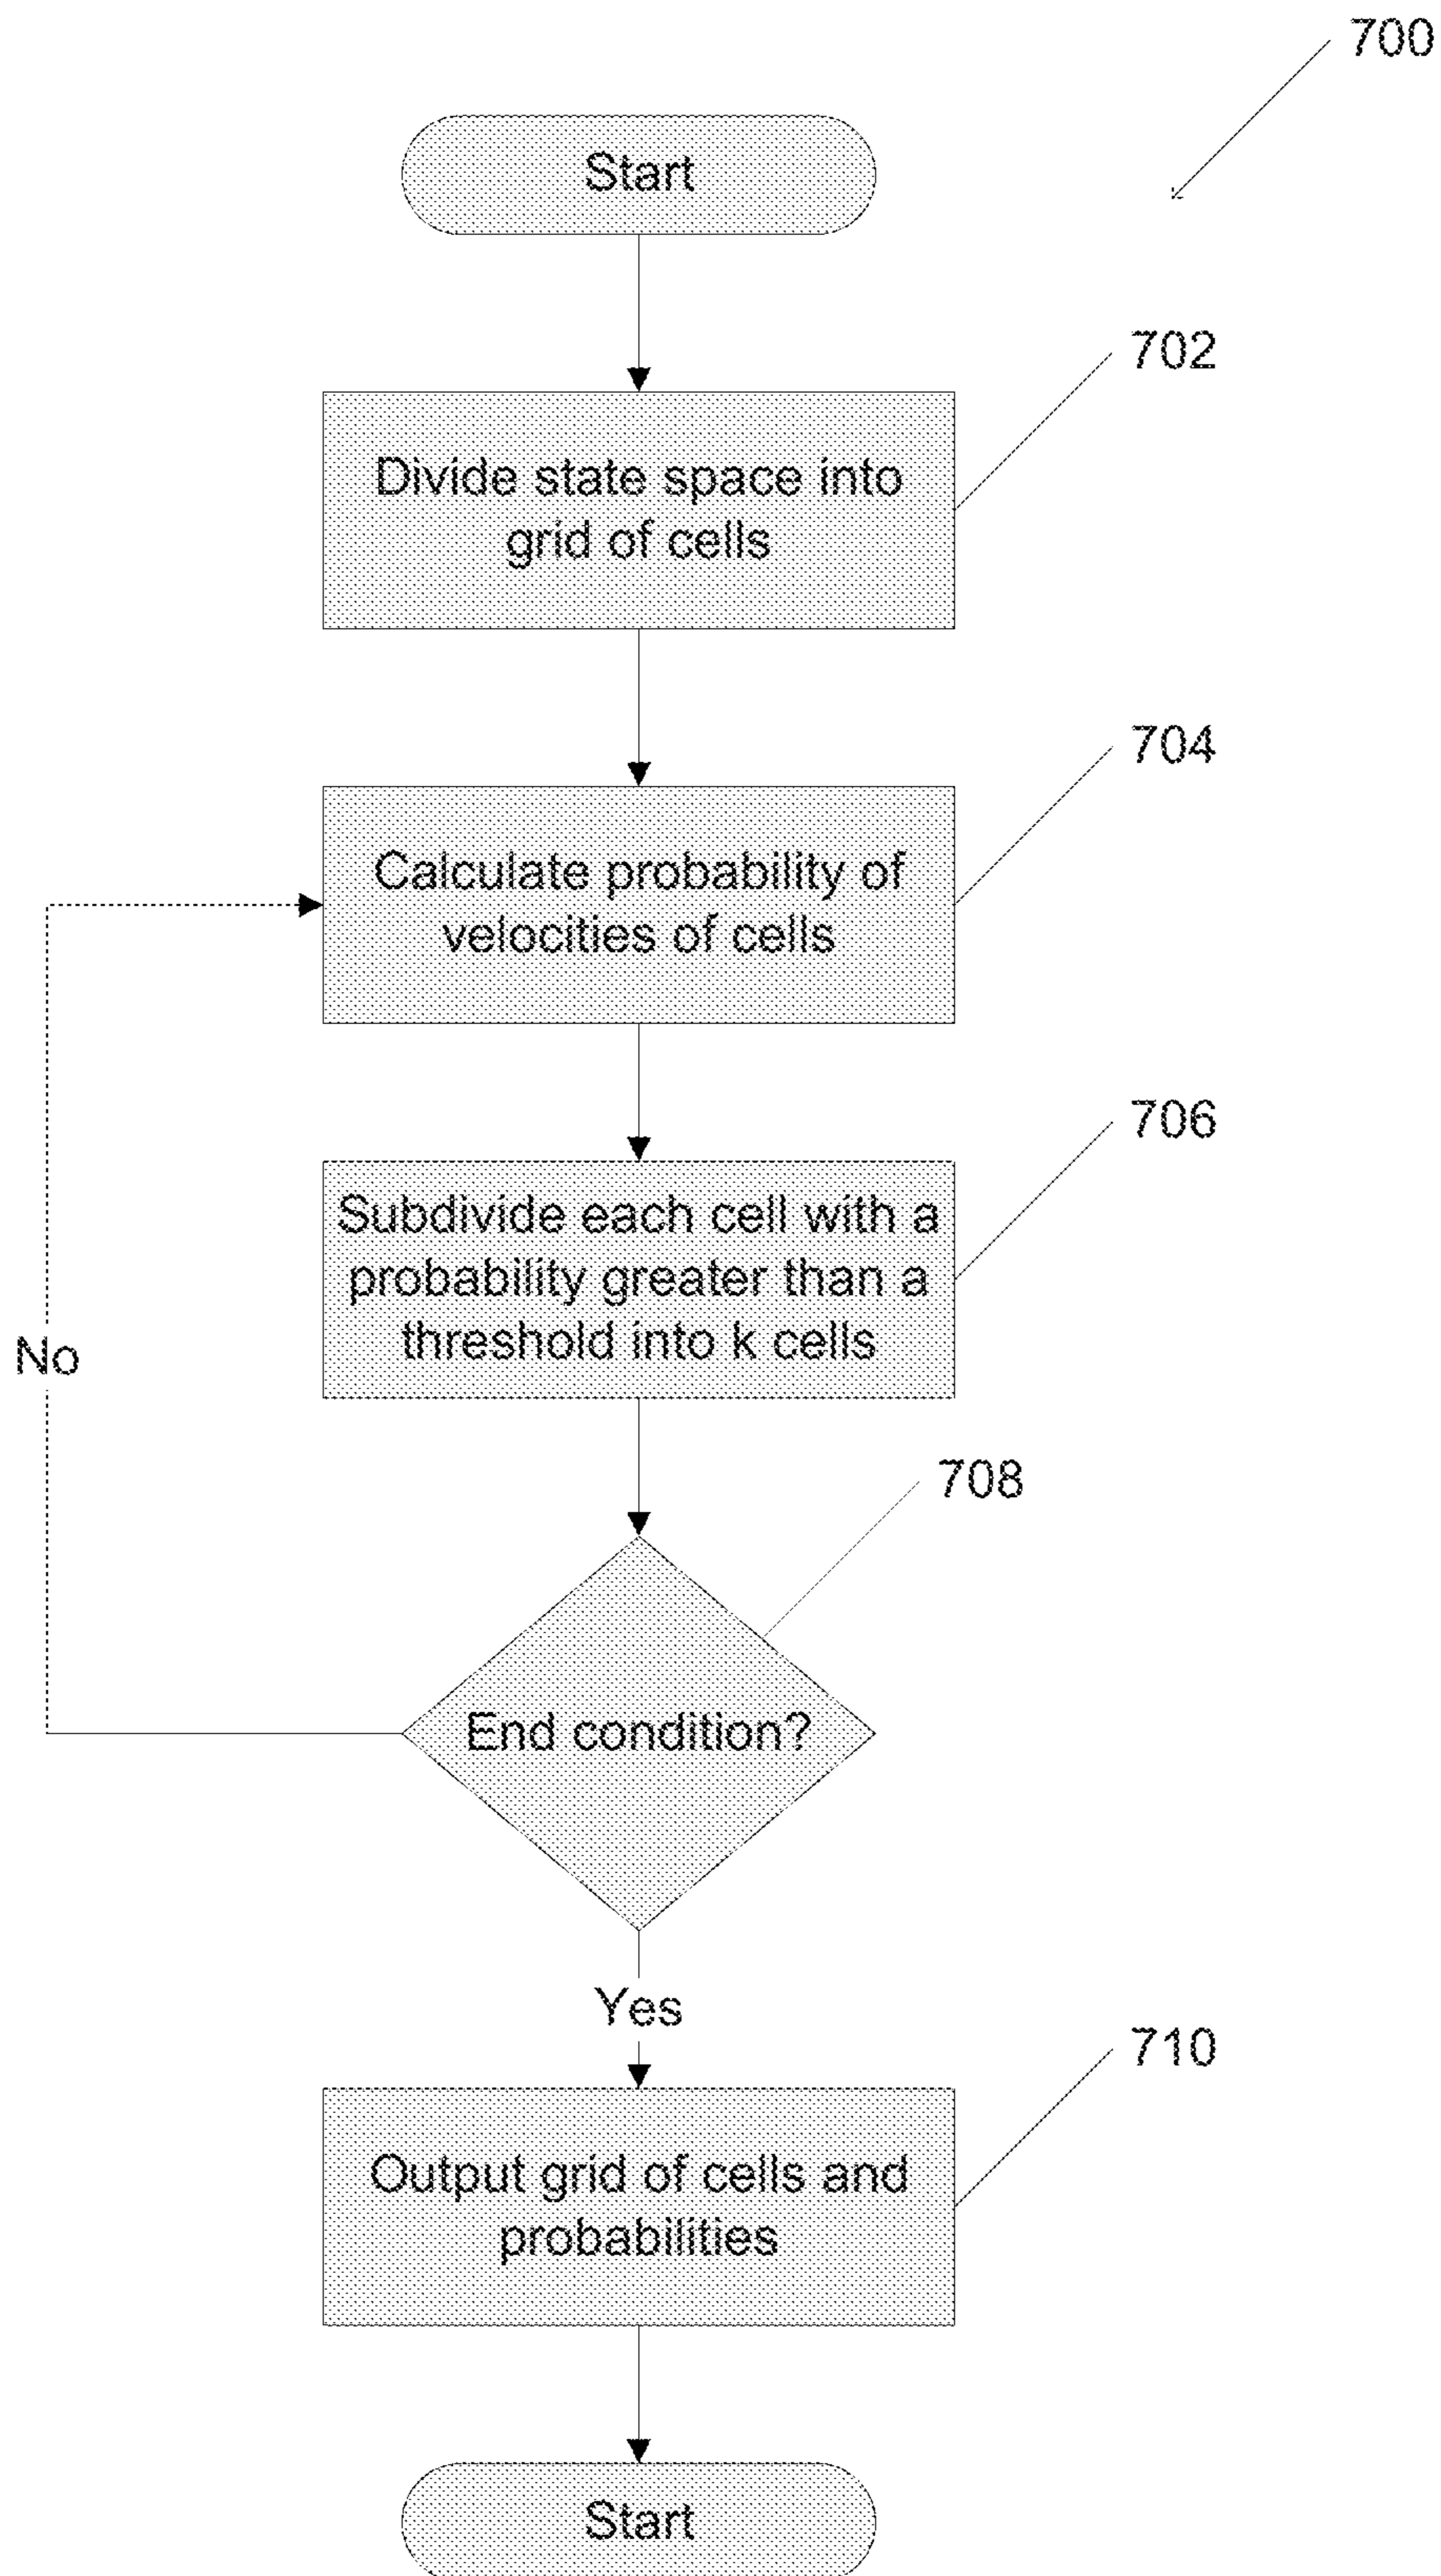 700
Start
702
Divide state space into
grid of cells
704
Calculate probability of
velocities of cells
706
Subdivide each cell with a
probability greater than a
threshold into k cells
No
708
End condition?
Yes
710
Output grid of cells and
probabilities
Start